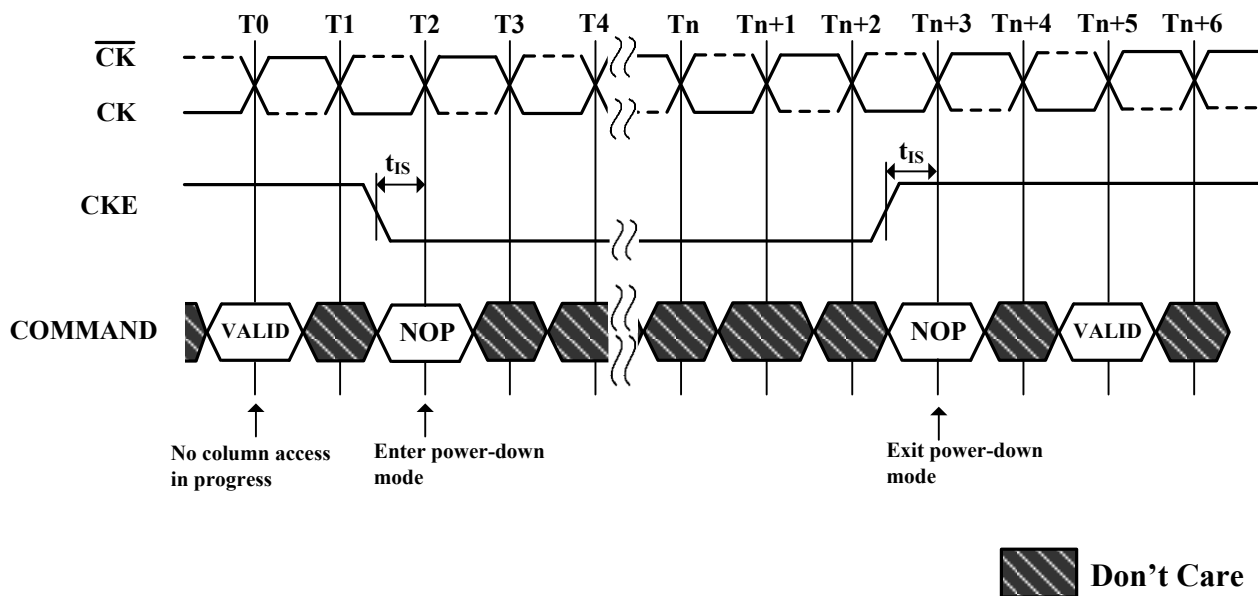 T0 T1 T2 T3 T4 Tn Tn+1 Tn+2 Tn+3 Tn+4 Tn+5 Tn+6
CK
CK
tIS tIS
CKE
COMMAND VALID NOP NOP VALID
No column access
in progress
Enter power-down
mode
Exit power-down
mode
Don't Care